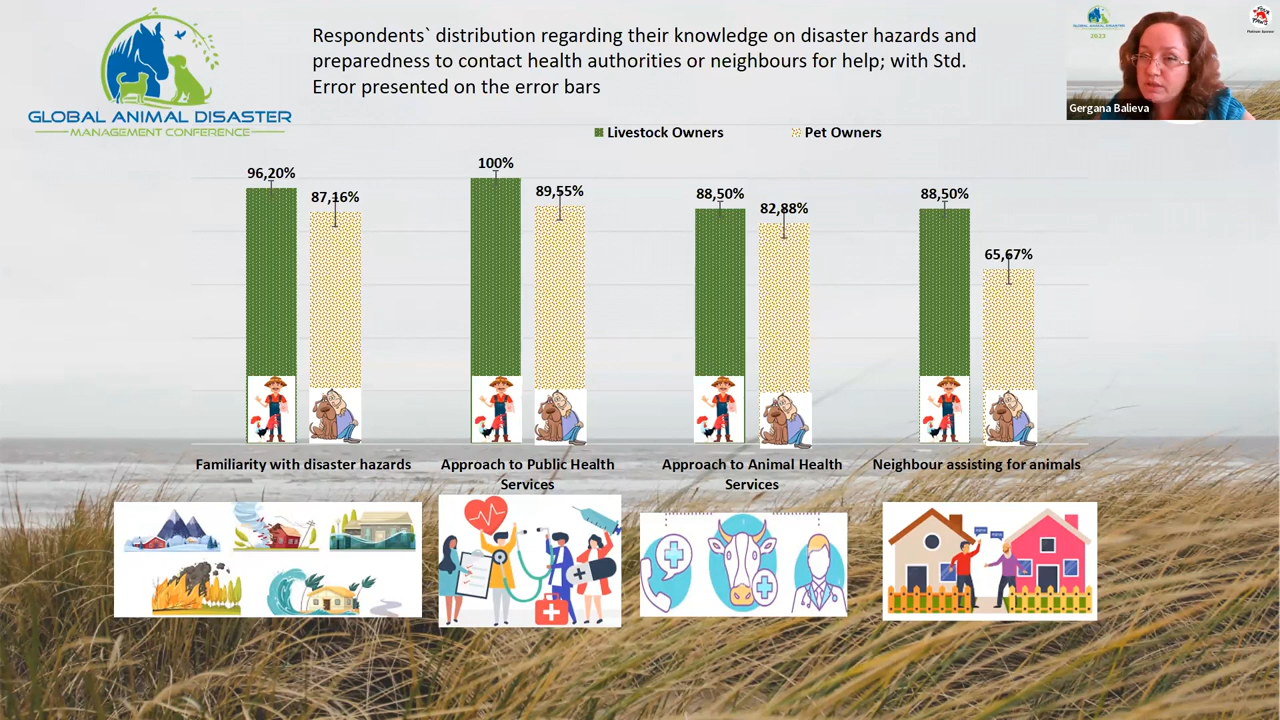 GLOBAL ANIMAL DISASTER
MANAGEMENT CONFERENCE
Responders` distribution regarding their knowledge on disaster hazards and
preparedness to contact health authorities or neighbours for help; with Std.
Error presented on the error bars
2023
Gergana Balieva
Livestock Owners
Pet Owners
96,20%
87,16%
100%
89,55%
88,50%
82,88%
88,50%
65,67%
Familiarity with disaster hazards
Approach to Public Health
Services
Approach to Animal Health
Services
Neighbour assisting for animals